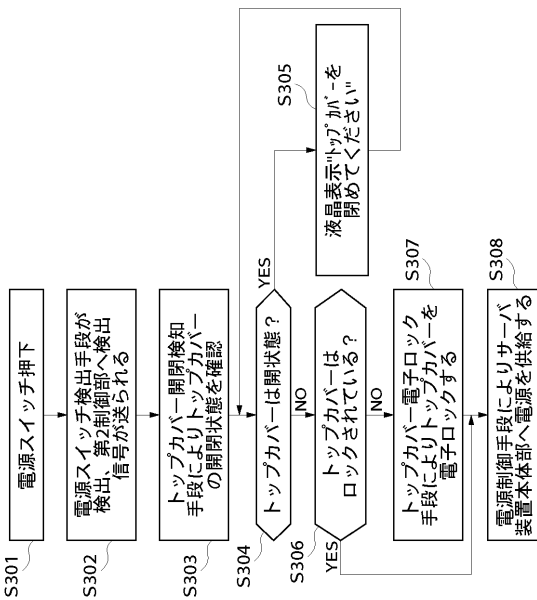 S301
電源スイッチ押下
S302
電源スイッチ検出手段が
検出、第2制御部へ検出
信号が送られる
S303
トップカバー開閉検知
手段によりトップカバー
の開閉状態を確認
S304
トップカバーは開状態？
YES
NO
S305
液晶表示"トップカバーを
閉めてください"
S306
トップカバーは
ロックされている？
YES
NO
S307
トップカバー電子ロック
手段によりトップカバーを
電子ロックする
S308
電源制御手段によりサーバ
装置本体部へ電源を供給する